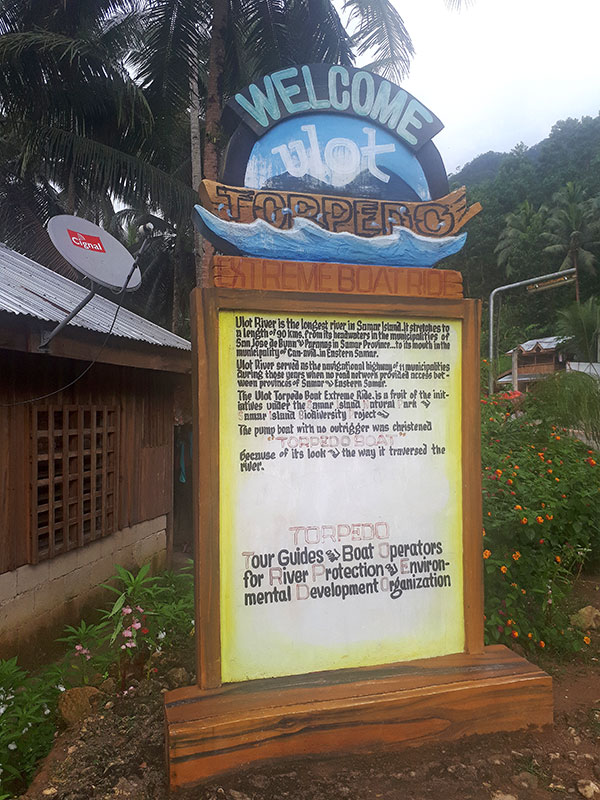 WELCOME
ulot
TORPEDO
EXTREME BOAT RIDE
Cignal
Ulot River is the longest river in Samar Island. It stretches to
a length of 90 kms. from its headwaters in the municipalities of
San Jose de Buan & Paranas in Samar Province...to its mouth in the
municipality of Can-avid.. in Eastern Samar.
Ulot River served as the navigational highway of 11 municipalities
during those years when no road network provided access bet-
ween provinces of Samar & Eastern Samar.
The Ulot Torpedo Boat Extreme Ride.. is a fruit of the init-
iatives under the Samar Island Natural Park &
Samar Island Biodiversity Project
The pump boat with no outrigger was christened
"TORPEDO BOAT"
because of its look & the way it traversed the
river.
TORPEDO
Tour Guides & Boat Operators
for River Protection & Environ-
mental Development Organization